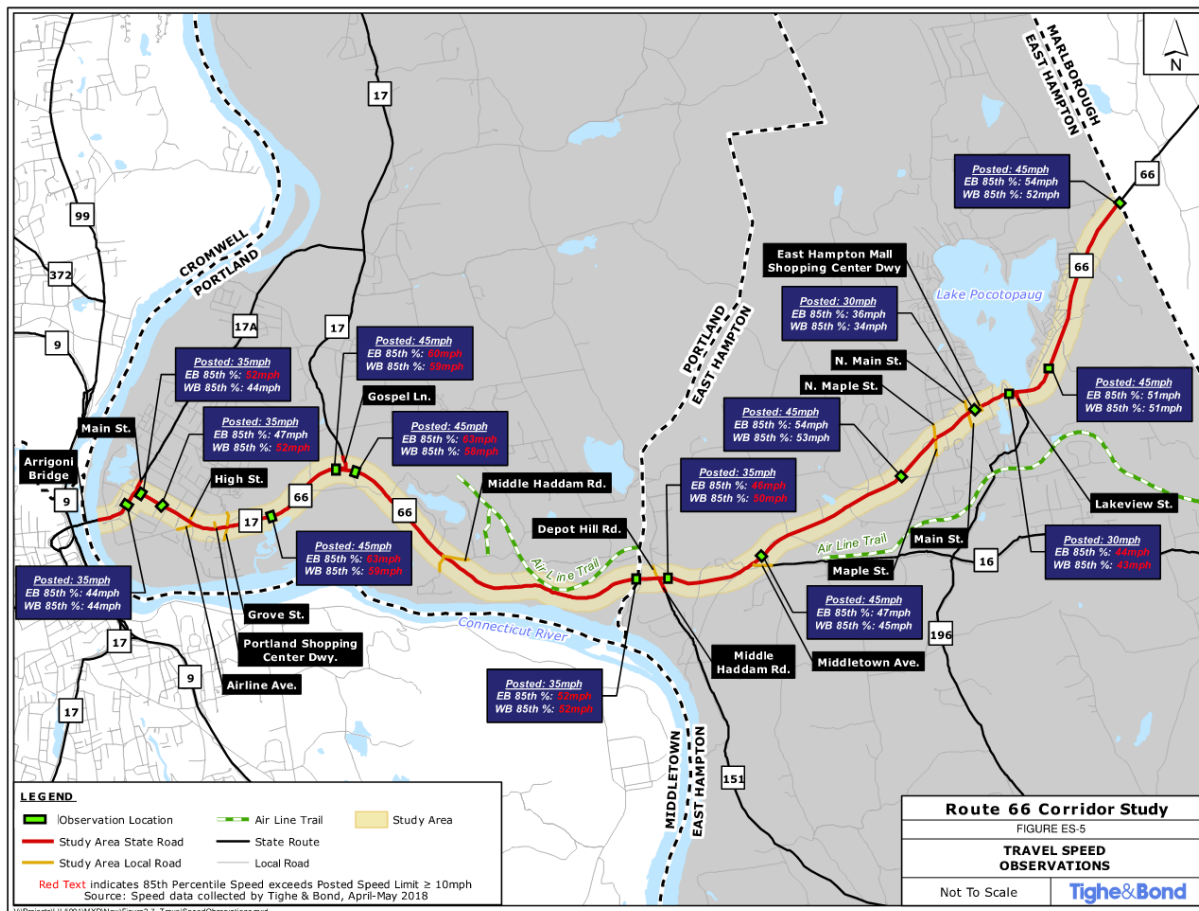 N
MARLBOROUGH
EAST HAMPTON
17
Posted: 45mph
EB 85th %: 54mph
WB 85th %: 52mph
66
99
CROMWELL
PORTLAND
372
East Hampton Mall
Shopping Center Dwy
66
Lake Pocotopaug
Posted: 30mph
EB 85th %: 36mph
WB 85th %: 34mph
17A
17
9
PORTLAND
EAST HAMPTON
Posted: 45mph
EB 85th %: 60mph
WB 85th %: 59mph
Posted: 35mph
EB 85th %: 52mph
WB 85th %: 44mph
N. Main St.
N. Maple St.
Gospel Ln.
Posted: 45mph
EB 85th %: 51mph
WB 85th %: 51mph
Main St.
Posted: 35mph
EB 85th %: 47mph
WB 85th %: 52mph
Posted: 45mph
EB 85th %: 53mph
WB 85th %: 58mph
Posted: 45mph
EB 85th %: 54mph
WB 85th %: 53mph
Arrigoni
Bridge
9
High St.
66
Middle Haddam Rd.
Posted: 35mph
EB 85th %: 46mph
WB 85th %: 50mph
Lakeview St.
17
66
Depot Hill Rd.
Main St.
Air Line Trail
Posted: 45mph
EB 85th %: 63mph
WB 85th %: 59mph
Air Line Trail
Maple St.
16
Posted: 30mph
EB 85th %: 44mph
WB 85th %: 43mph
Posted: 35mph
EB 85th %: 44mph
WB 85th %: 44mph
Grove St.
Posted: 45mph
EB 85th %: 47mph
WB 85th %: 45mph
Connecticut River
196
17
Portland Shopping
Center Dwy.
Middle
Haddam Rd.
Middletown Ave.
9
Airline Ave.
Posted: 35mph
EB 85th %: 52mph
WB 85th %: 52mph
17
MIDDLETOWN
EAST HAMPTON
151
LEGEND
Observation Location
Air Line Trail
Study Area
Study Area State Road
State Route
Study Area Local Road
Local Road
Red Text indicates 85th Percentile Speed exceeds Posted Speed Limit ≥ 10mph
Source: Speed data collected by Tighe & Bond, April-May 2018
Route 66 Corridor Study
FIGURE ES-5
TRAVEL SPEED
OBSERVATIONS
Not To Scale
Tighe&Bond